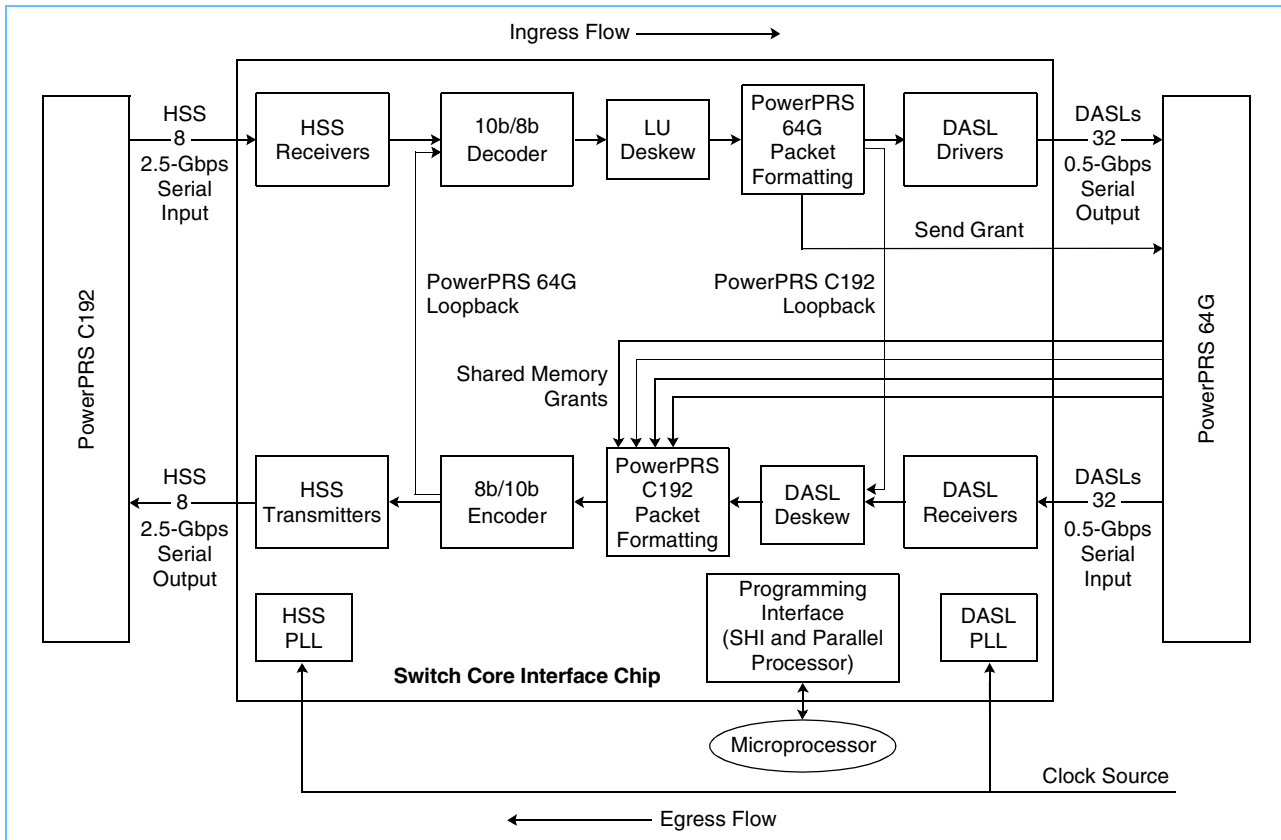 Ingress Flow
PowerPRS C192
HSS
8
2.5-Gbps
Serial
Input
HSS
Receivers
10b/8b
Decoder
LU
Deskew
PowerPRS
64G
Packet
Formatting
DASL
Drivers
DASLs
32
0.5-Gbps
Serial
Output
PowerPRS 64G
Send Grant
PowerPRS 64G
Loopback
PowerPRS C192
Loopback
Shared Memory
Grants
HSS
8
2.5-Gbps
Serial
Output
HSS
Transmitters
8b/10b
Encoder
PowerPRS
C192
Packet
Formatting
DASL
Deskew
DASL
Receivers
DASLs
32
0.5-Gbps
Serial
Input
HSS
PLL
Programming
Interface
(SHI and Parallel
Processor)
DASL
PLL
Switch Core Interface Chip
Microprocessor
Clock Source
Egress Flow